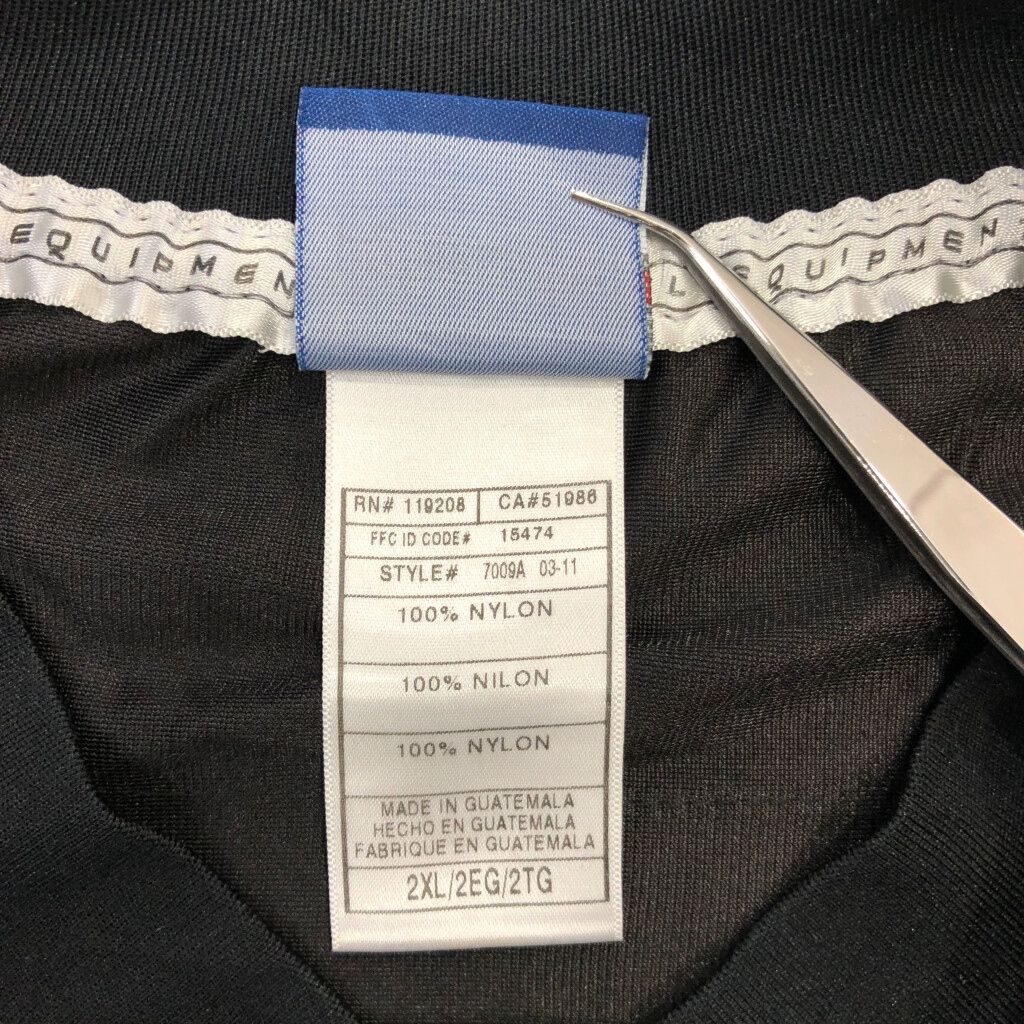 EQUIPMEN
L EQUIPMEN
RN# 119208 CA#51986
FFC ID CODE# 15474
STYLE# 7009A 03-11
100% NYLON
100% NILON
100% NYLON
MADE IN GUATEMALA
HECHO EN GUATEMALA
FABRIQUE EN GUATEMALA
2XL/2EG/2TG